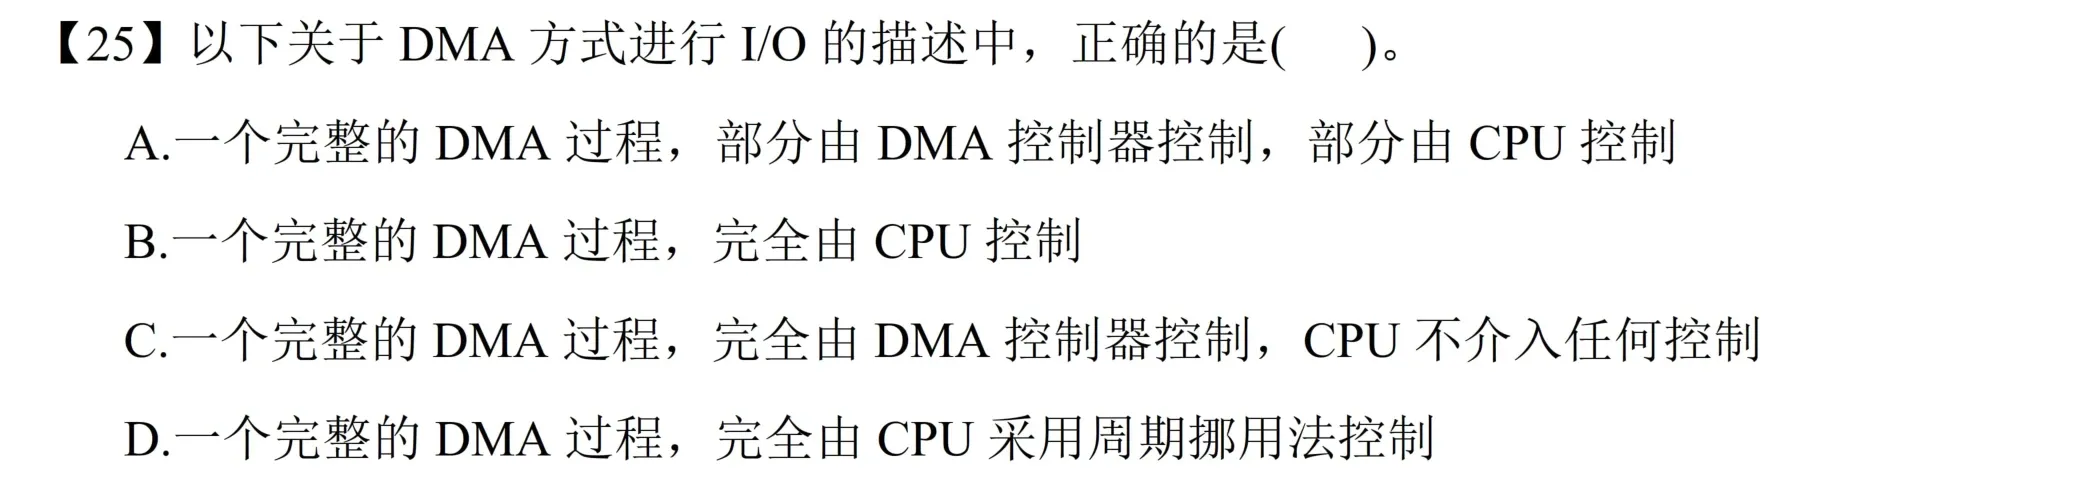 【25】以下关于 DMA 方式进行 I/O 的描述中，正确的是(    )。
A.一个完整的 DMA 过程，部分由 DMA 控制器控制，部分由 CPU 控制
B.一个完整的 DMA 过程，完全由 CPU 控制
C.一个完整的 DMA 过程，完全由 DMA 控制器控制，CPU 不介入任何控制
D.一个完整的 DMA 过程，完全由 CPU 采用周期挪用法控制